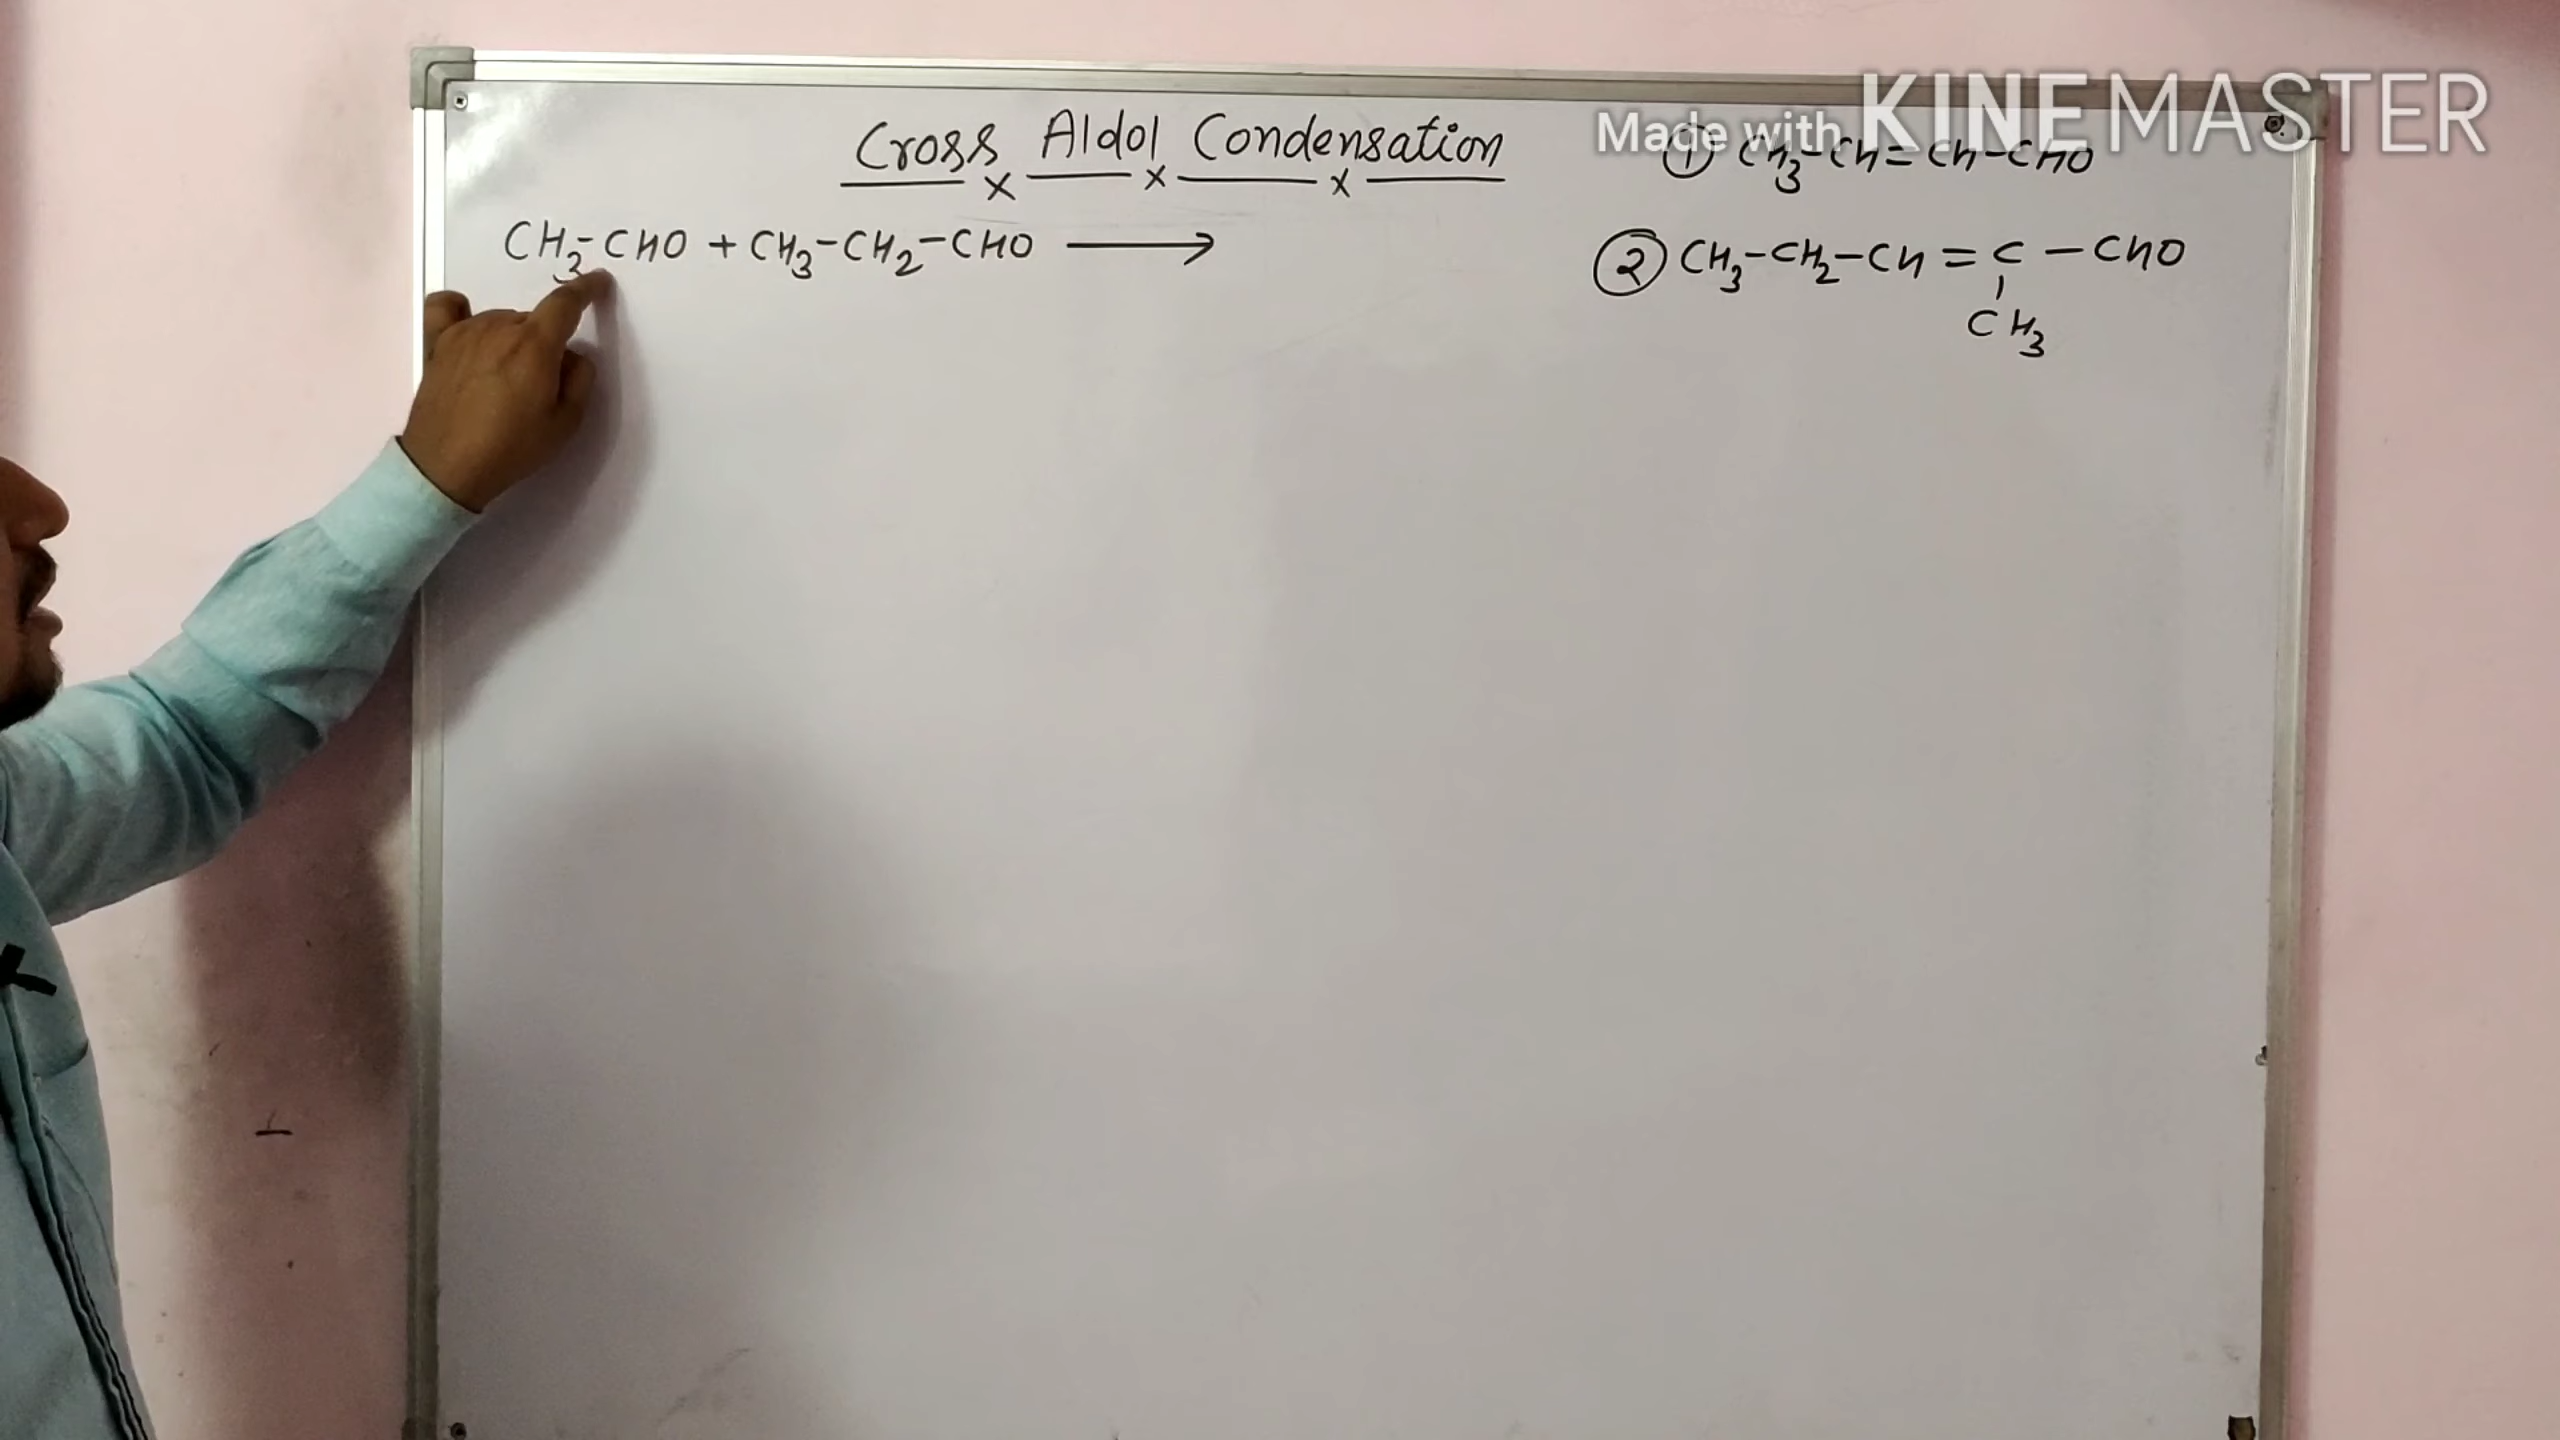 Cross Aldol Condensation
CH3-CHO + CH3-CH2-CHO ⟶
① CH3-CH=CH-CHO
② CH3-CH2-CH=C-CHO
CH3
Made with KINEMASTER